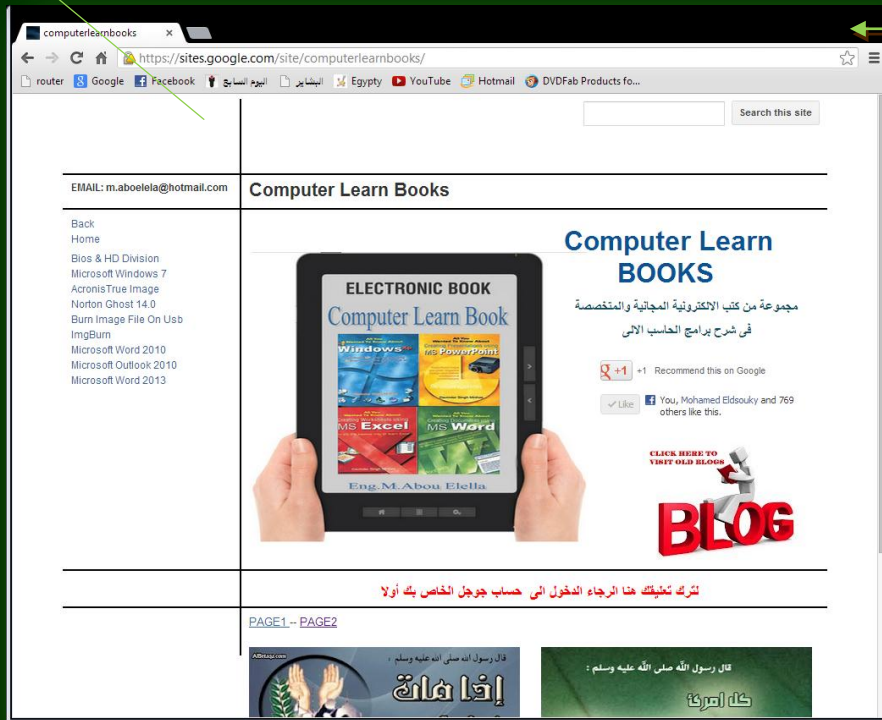 computerlearnbooks
https://sites.google.com/site/computerlearnbooks/
router
Google
Facebook
اليوم السابع
البشاير
Egypty
YouTube
Hotmail
DVDFab Products fo...
Search this site
EMAIL: m.aboelela@hotmail.com
Computer Learn Books
Back
Home
Bios & HD Division
Microsoft Windows 7
AcronisTrue Image
Norton Ghost 14.0
Burn Image File On Usb
ImgBurn
Microsoft Word 2010
Microsoft Outlook 2010
Microsoft Word 2013
ELECTRONIC BOOK
Computer Learn Book
Windows
MS PowerPoint
MS Excel
MS Word
Eng.M.Abou Elella
Computer Learn
BOOKS
مجموعة من كتب الالكترونية المجانية والمتخصصة
فى شرح برامج الحاسب الالى
+1 +1 Recommend this on Google
Like You, Mohamed Eldsouky and 769
others like this.
CLICK HERE TO
VISIT OLD BLOGS
BLOG
لترك تعليقك هنا الرجاء الدخول الى حساب جوجل الخاص بك أولا
PAGE1 -- PAGE2
قال رسول الله صلى الله عليه وسلم :
إذا مات
قال رسول الله صلى الله عليه وسلم :
كل امرئ